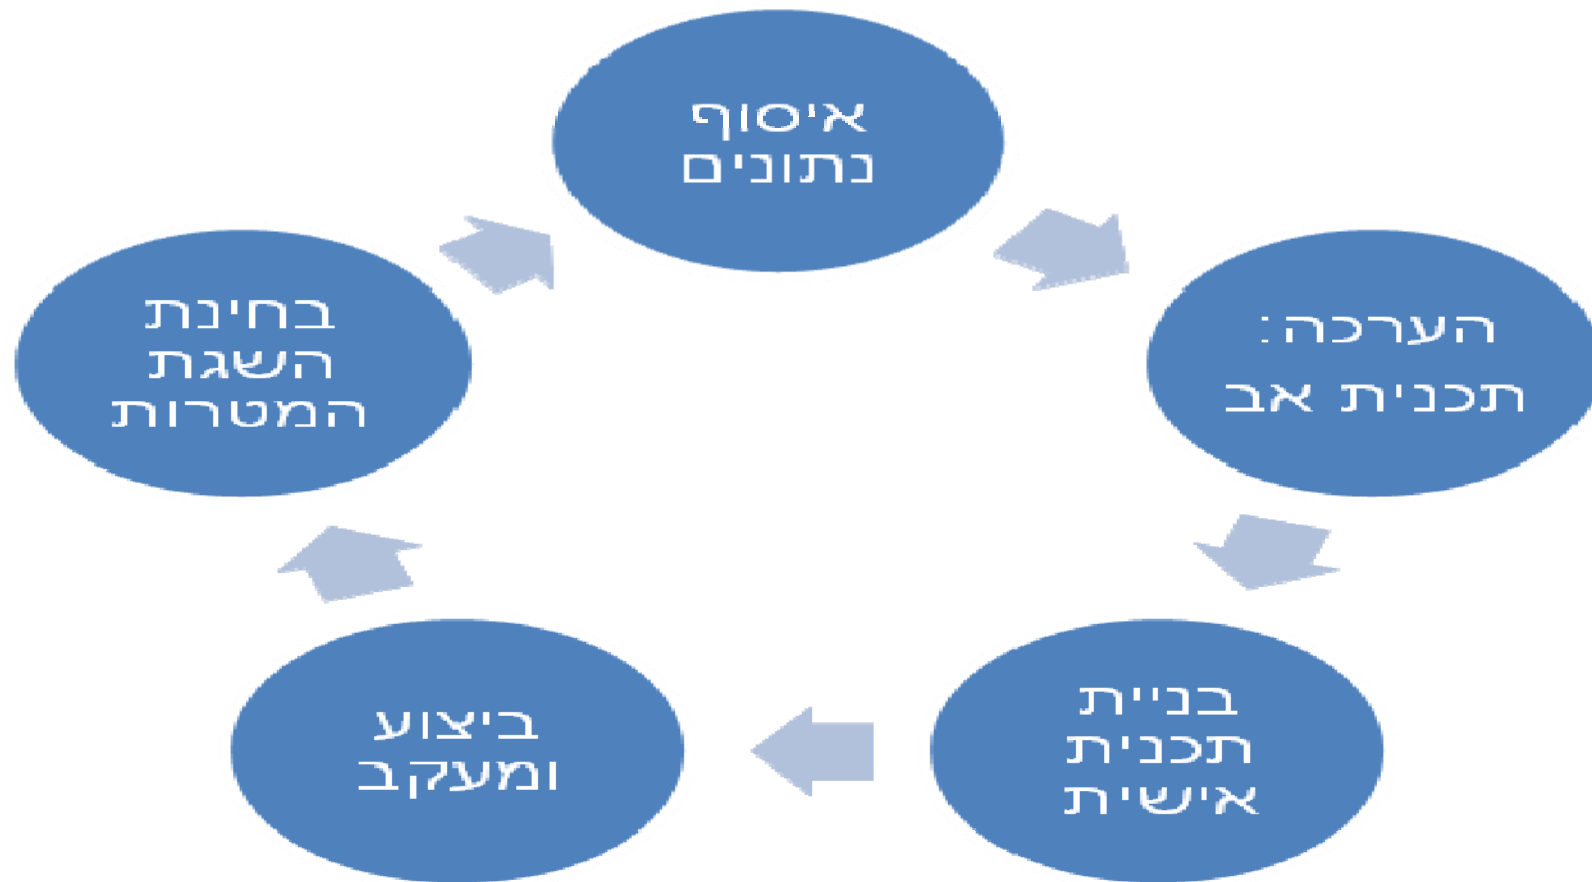 איסוף
נתונים
הערכה:
תכנית אב
בניית
תכנית
אישית
ביצוע
ומעקב
בחינת
השגת
המטרות